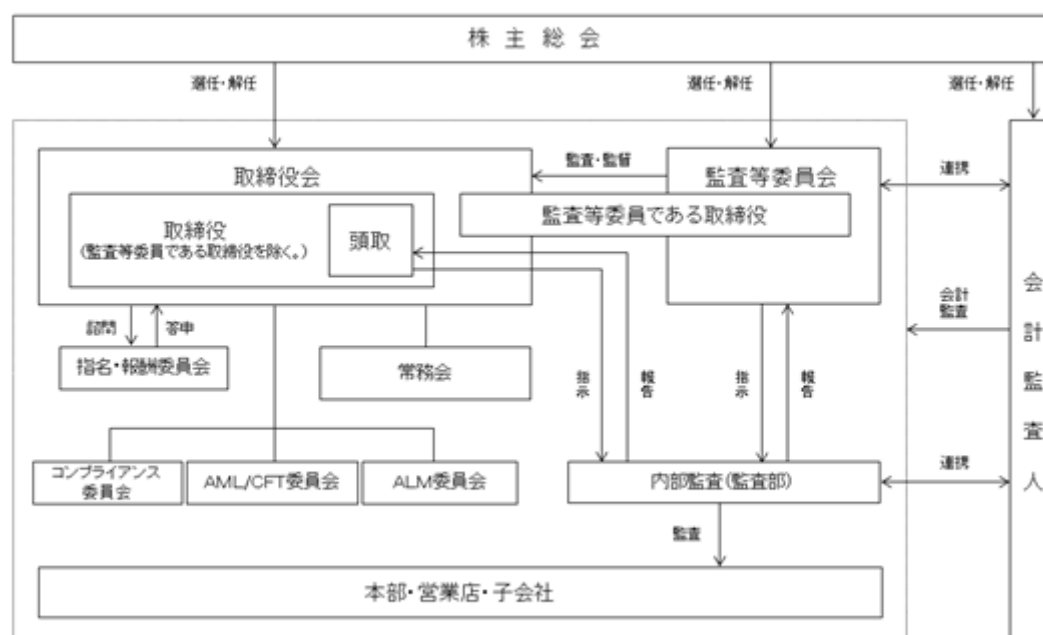 株主総会
選任・解任
選任・解任
選任・解任
取締役会
監査・監督
監査等委員会
連携
監査等委員である取締役
取締役
(監査等委員である取締役を除く。)
頭取
会計
監査
会計監査人
諮問
答申
指名・報酬委員会
常務会
指示
報告
指示
報告
コンプライアンス
委員会
AML/CFT委員会
ALM委員会
内部監査(監査部)
連携
監査
本部・営業店・子会社